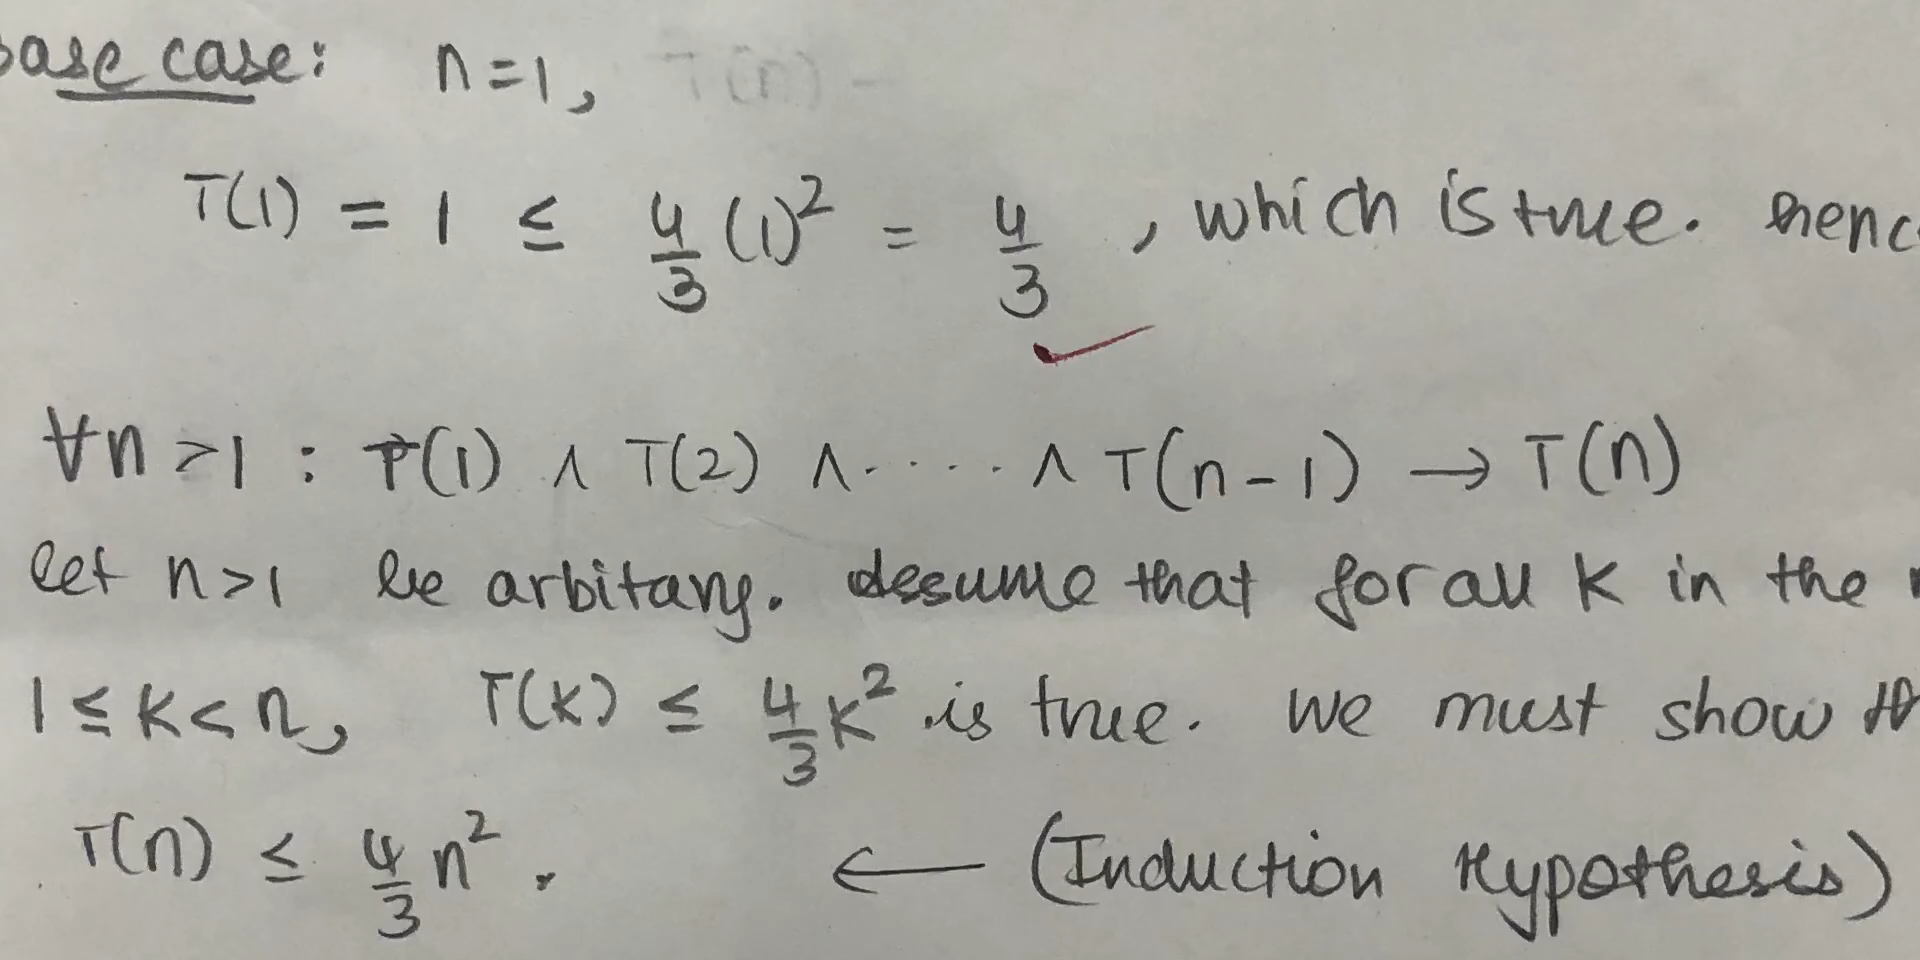 base case: n=1,
T(1) = 1 ≤ 4/3 (1)² = 4/3 , which is true. henc
∀n >1 : T(1) ∧ T(2) ∧ ..... ∧ T(n-1) → T(n)
let n>1 be arbitary. Assume that for all k in the
1 ≤ k < n, T(k) ≤ 4/3 k² is true. we must show th
T(n) ≤ 4/3 n² . ← (Induction Hypothesis)